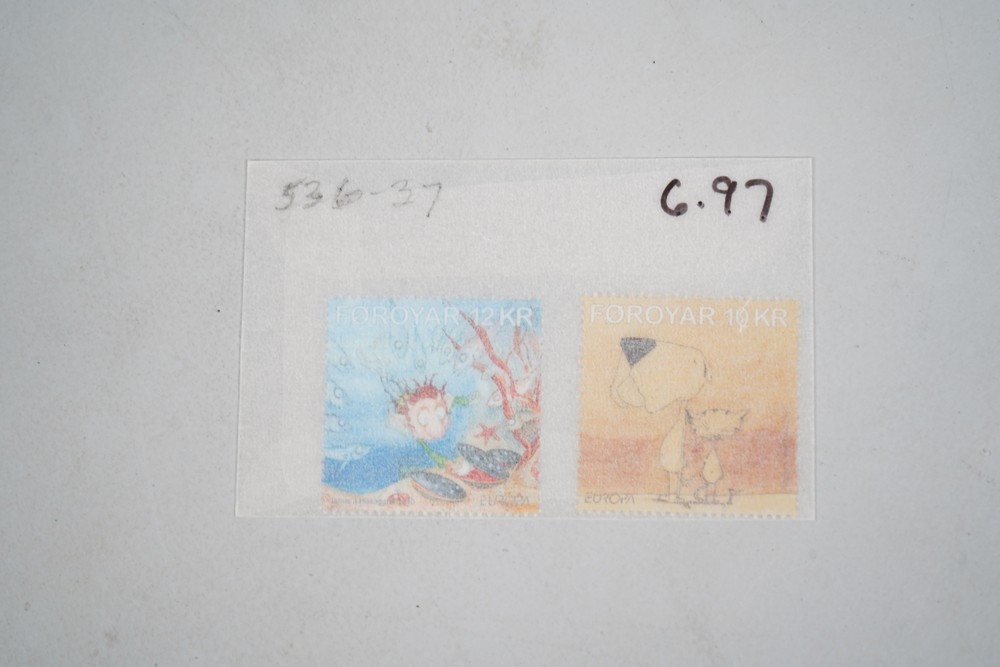 536-37
6.97
FØROYAR 12 KR
EUROPA
FØROYAR 10 KR
EUROPA